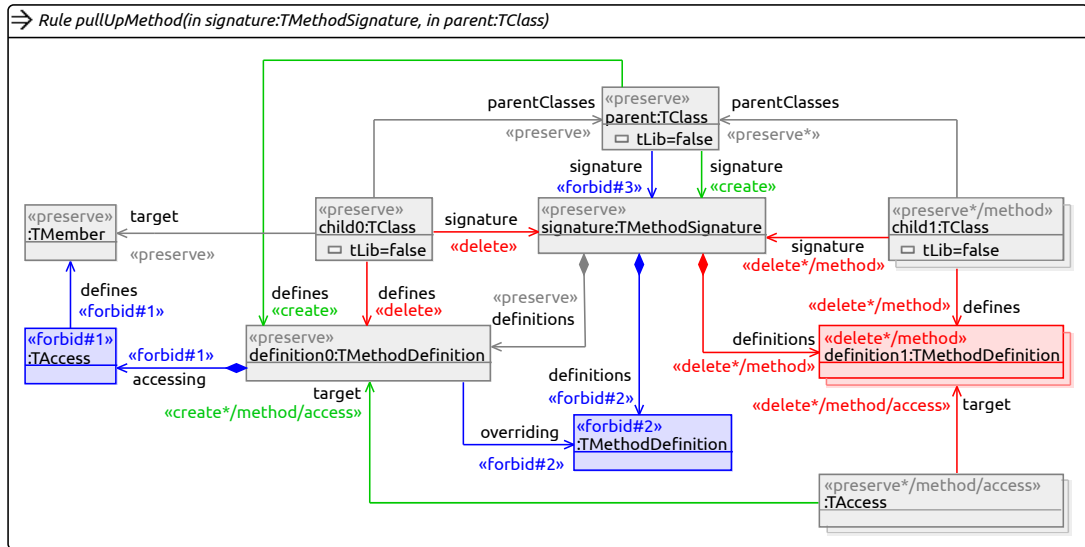 Rule pullUpMethod(in signature:TMethodSignature, in parent:TClass)
«preserve»
parent:TClass
tLib=false
parentClasses
«preserve»
parentClasses
«preserve*»
signature
«forbid#3»
signature
«create»
«preserve»
:TMember
target
«preserve»
«preserve»
child0:TClass
tLib=false
signature
«delete»
«preserve»
signature:TMethodSignature
«preserve*/method»
child1:TClass
tLib=false
signature
«delete*/method»
defines
«forbid#1»
defines
«create»
defines
«delete»
«preserve»
definitions
«delete*/method»
defines
«forbid#1»
:TAccess
«forbid#1»
accessing
«preserve»
definition0:TMethodDefinition
definitions
«delete*/method»
«delete*/method»
definition1:TMethodDefinition
target
«create*/method/access»
definitions
«forbid#2»
«delete*/method/access»
target
overriding
«forbid#2»
«forbid#2»
:TMethodDefinition
«preserve*/method/access»
:TAccess